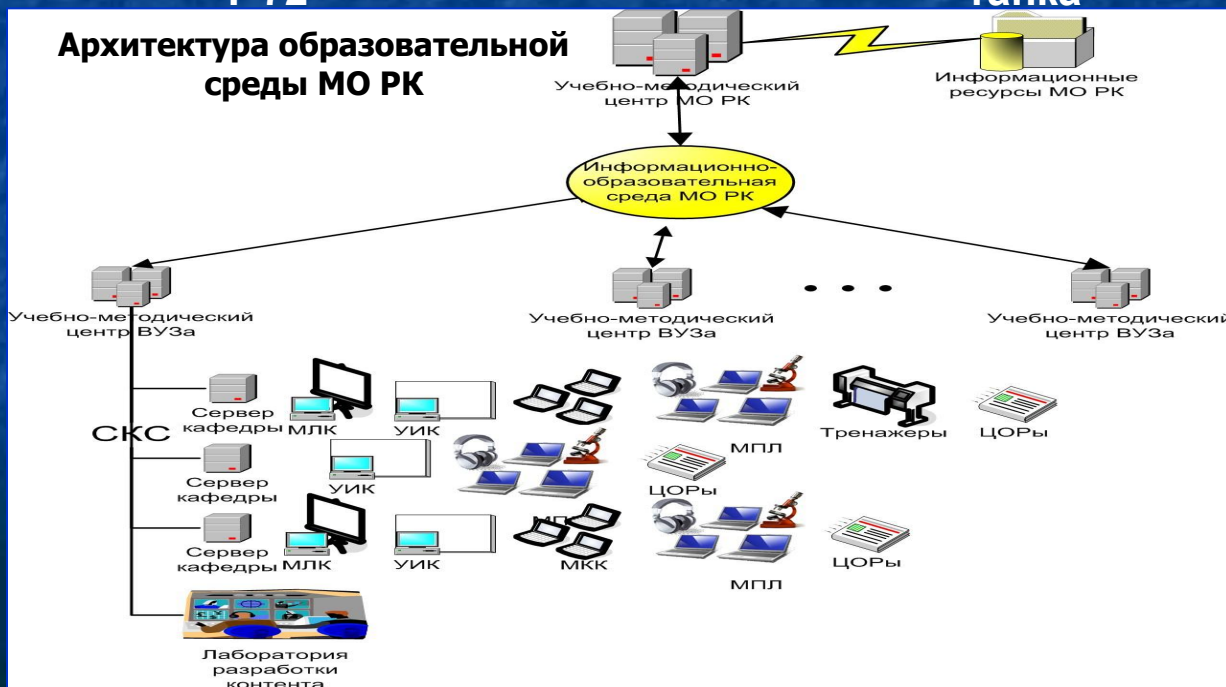 танка
Архитектура образовательной
среды МО РК
Учебно-методический
центр МО РК
Информационные
ресурсы МО РК
Информационно-
образовательная
среда МО РК
Учебно-методический
центр ВУЗа
Учебно-методический
центр ВУЗа
• • •
Учебно-методический
центр ВУЗа
СКС
Сервер
кафедры
МЛК
УИК
МПЛ
Тренажеры
ЦОРы
Сервер
кафедры
УИК
ЦОРы
Сервер
кафедры
МЛК
УИК
МКК
МПЛ
ЦОРы
Лаборатория
разработки
контента